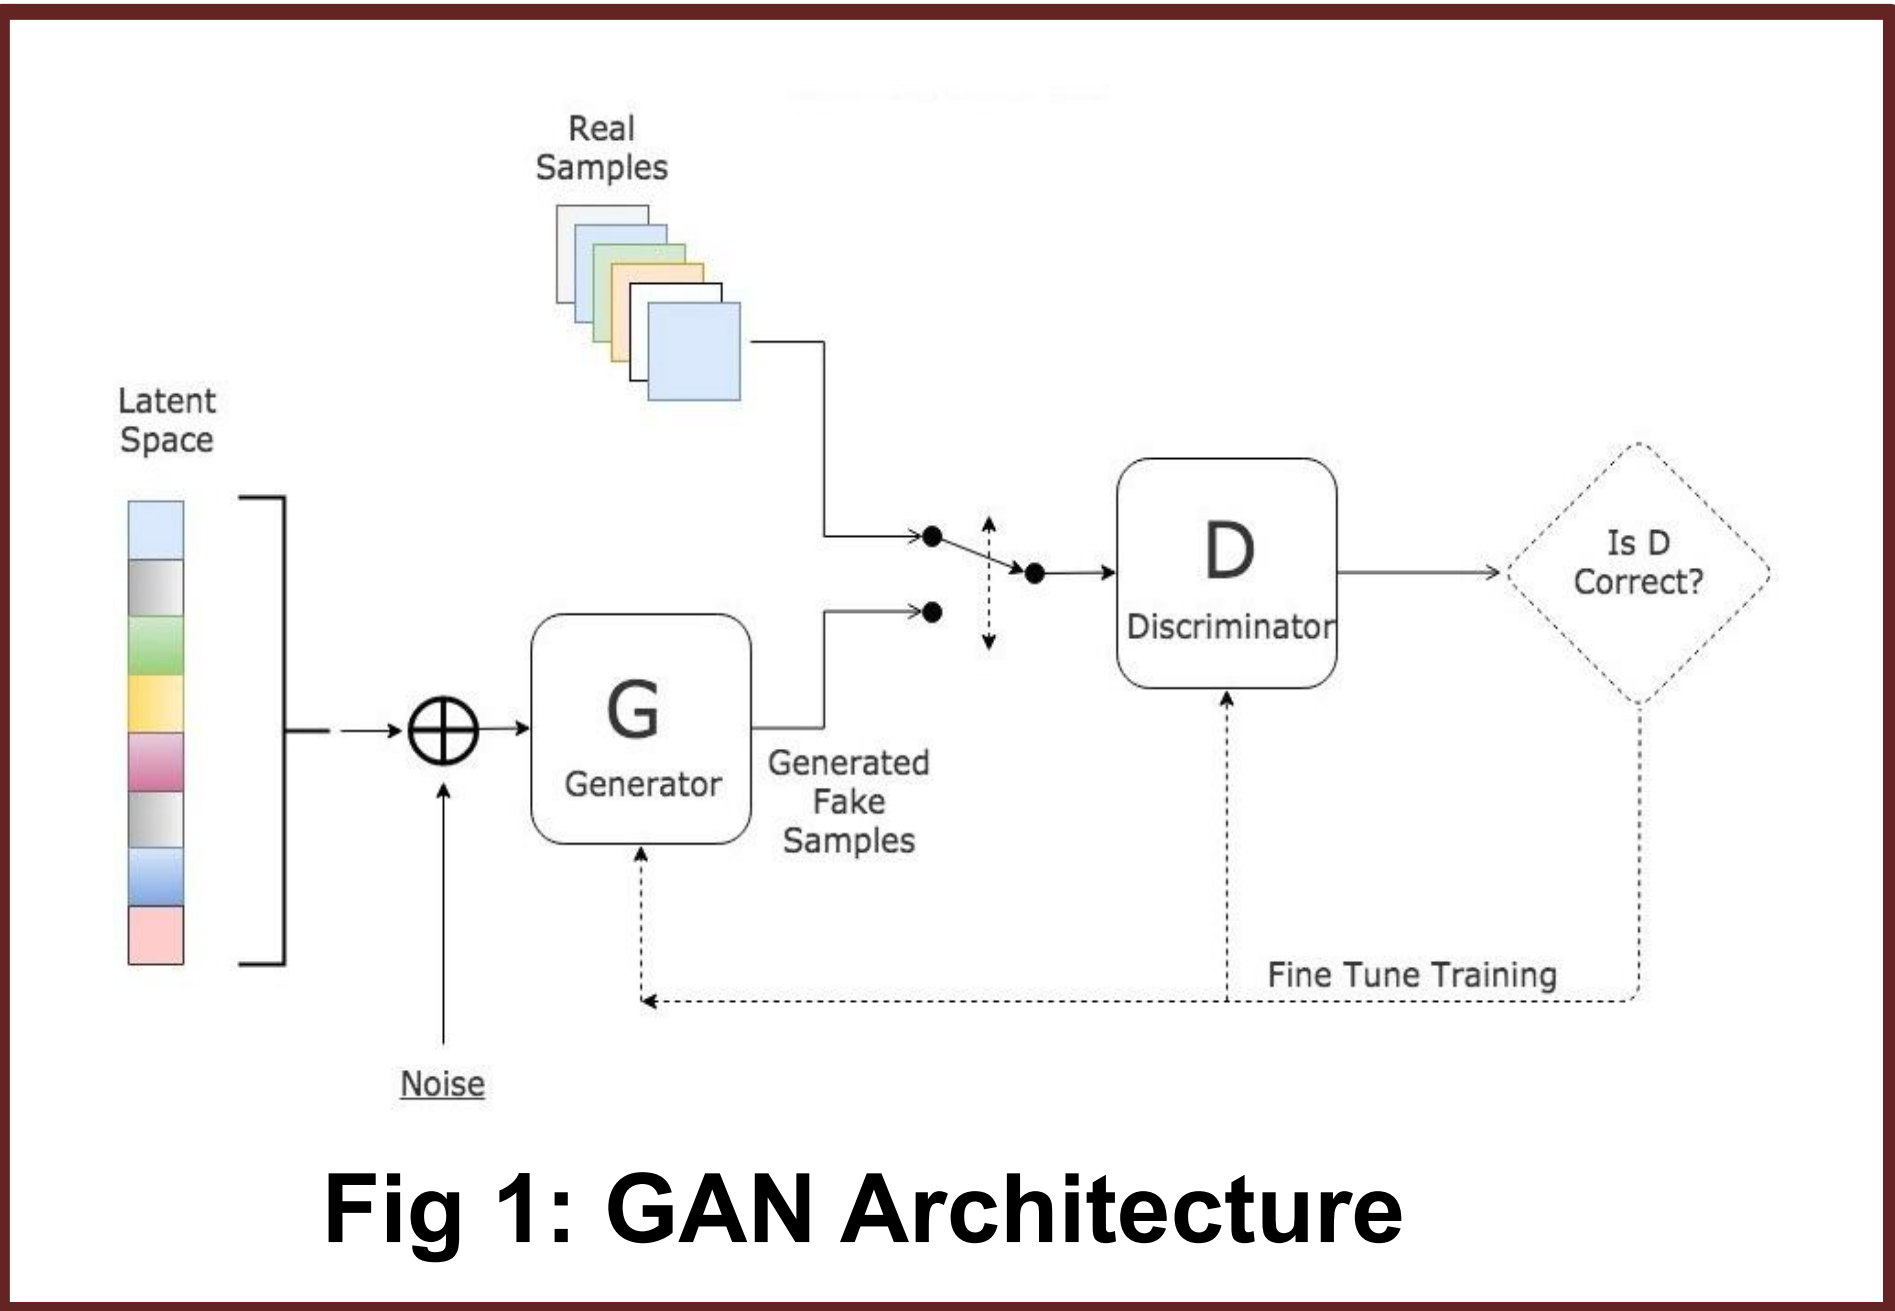 Real
Samples
Latent
Space
D
Discriminator
Is D
Correct?
G
Generator
Generated
Fake
Samples
Fine Tune Training
Noise
Fig 1: GAN Architecture